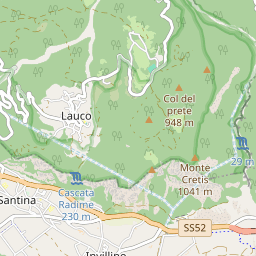 Col del
prete
948 m
Lauco
29 m
Monte
Cretis
1041 m
Cascata
Radime
230 m
Santina
SS52
Invillino